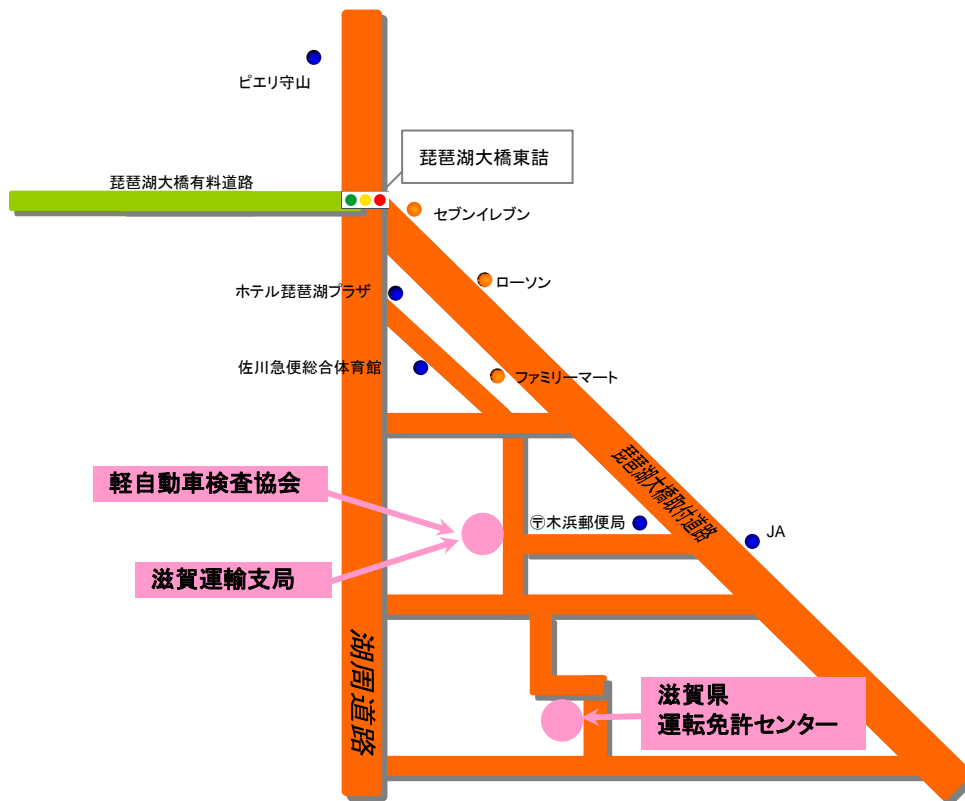 ピエリ守山
琵琶湖大橋東詰
琵琶湖大橋有料道路
セブンイレブン
ローソン
ホテル琵琶湖プラザ
佐川急便総合体育館
ファミリーマート
琵琶湖大橋取付道路
軽自動車検査協会
〶木浜郵便局
JA
滋賀運輸支局
湖周道路
滋賀県
運転免許センター